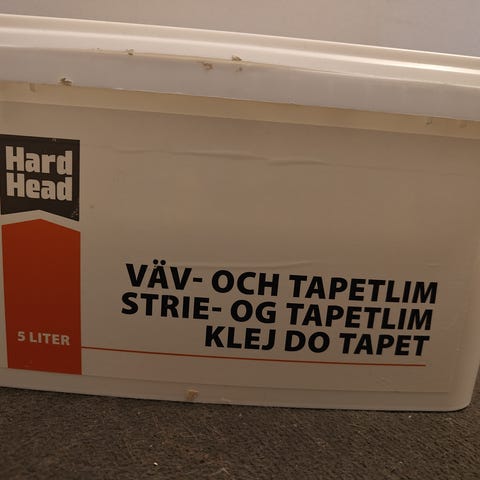 Hard
Head
VÄV- OCH TAPETLIM
STRIE- OG TAPETLIM
KLEJ DO TAPET
5 LITER